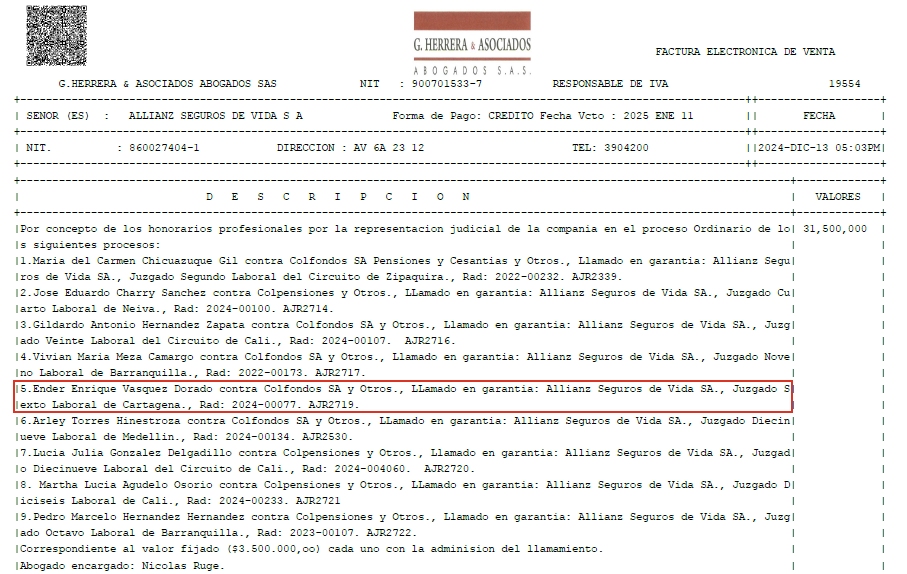 G. HERRERA & ASOCIADOS
ABOGADOS S.A.S.
FACTURA ELECTRONICA DE VENTA
G.HERRERA & ASOCIADOS ABOGADOS SAS NIT : 900701533-7 RESPONSABLE DE IVA 19554
SENOR (ES) : ALLIANZ SEGUROS DE VIDA S A Forma de Pago: CREDITO Fecha Vcto : 2025 ENE 11 FECHA
NIT. : 860027404-1 DIRECCION : AV 6A 23 12 TEL: 3904200 2024-DIC-13 05:03PM
D E S C R I P C I O N VALORES
Por concepto de los honorarios profesionales por la representacion judicial de la compania en el proceso Ordinario de lo 31,500,000
s siguientes procesos:
1.Maria del Carmen Chicuazuque Gil contra Colfondos SA Pensiones y Cesantias y Otros., Llamado en garantia: Allianz Segu
ros de Vida SA., Juzgado Segundo Laboral del Circuito de Zipaquira., Rad: 2022-00232. AJR2339.
2.Jose Eduardo Charry Sanchez contra Colpensiones y Otros., LLamado en garantia: Allianz Seguros de Vida SA., Juzgado Cu
arto Laboral de Neiva., Rad: 2024-00100. AJR2714.
3.Gildardo Antonio Hernandez Zapata contra Colfondos SA y Otros., Llamado en garantia: Allianz Seguros de Vida SA., Juzg
ado Veinte Laboral del Circuito de Cali., Rad: 2024-00107. AJR2716.
4.Vivian Maria Meza Camargo contra Colfondos SA y Otros., LLamado en garantia: Allianz Seguros de Vida SA., Juzgado Nove
no Laboral de Barranquilla., Rad: 2022-00173. AJR2717.
5.Ender Enrique Vasquez Dorado contra Colfondos SA y Otros., LLamado en garantia: Allianz Seguros de Vida SA., Juzgado S
exto Laboral de Cartagena., Rad: 2024-00077. AJR2719.
6.Arley Torres Hinestroza contra Colfondos SA y Otros., LLamado en garantia: Allianz Seguros de Vida SA., Juzgado Diecin
ueve Laboral de Medellin., Rad: 2024-00134. AJR2530.
7.Lucia Julia Gonzalez Delgadillo contra Colpensiones y Otros., Llamado en garantia: Allianz Seguros de Vida SA., Juzgad
o Diecinueve Laboral del Circuito de Cali., Rad: 2024-004060. AJR2720.
8. Martha Lucia Agudelo Osorio contra Colpensiones y Otros., LLamado en garantia: Allianz Seguros de Vida SA., Juzgado D
iciseis Laboral de Cali., Rad: 2024-00233. AJR2721
9.Pedro Marcelo Hernandez Hernandez contra Colpensiones y Otros., Llamado en garantia: Allianz Seguros de Vida SA., Juzg
ado Octavo Laboral de Barranquilla., Rad: 2023-00107. AJR2722.
Correspondiente al valor fijado ($3.500.000,oo) cada uno con la adminision del llamamiento.
Abogado encargado: Nicolas Ruge.